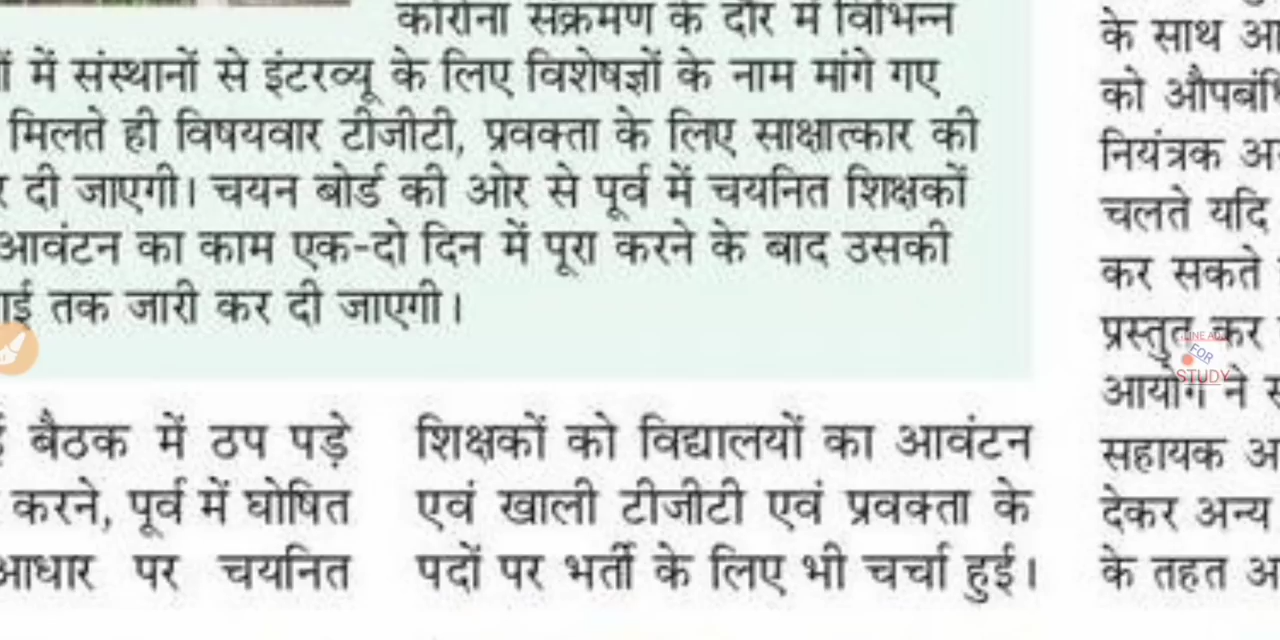 कोरोना संक्रमण के दौर में विभिन्न
में संस्थानों से इंटरव्यू के लिए विशेषज्ञों के नाम मांगे गए
मिलते ही विषयवार टीजीटी, प्रवक्ता के लिए साक्षात्कार की
दी जाएगी। चयन बोर्ड की ओर से पूर्व में चयनित शिक्षकों
आवंटन का काम एक-दो दिन में पूरा करने के बाद उसकी
तक जारी कर दी जाएगी।
बैठक में ठप पड़े
करने, पूर्व में घोषित
आधार पर चयनित
शिक्षकों को विद्यालयों का आवंटन
एवं खाली टीजीटी एवं प्रवक्ता के
पदों पर भर्ती के लिए भी चर्चा हुई।
के साथ
को
नियंत्रक
चलते यदि
कर सकते
प्रस्तुत कर
आयोग ने
सहायक
देकर अन्य
के तहत
FOR
STUDY